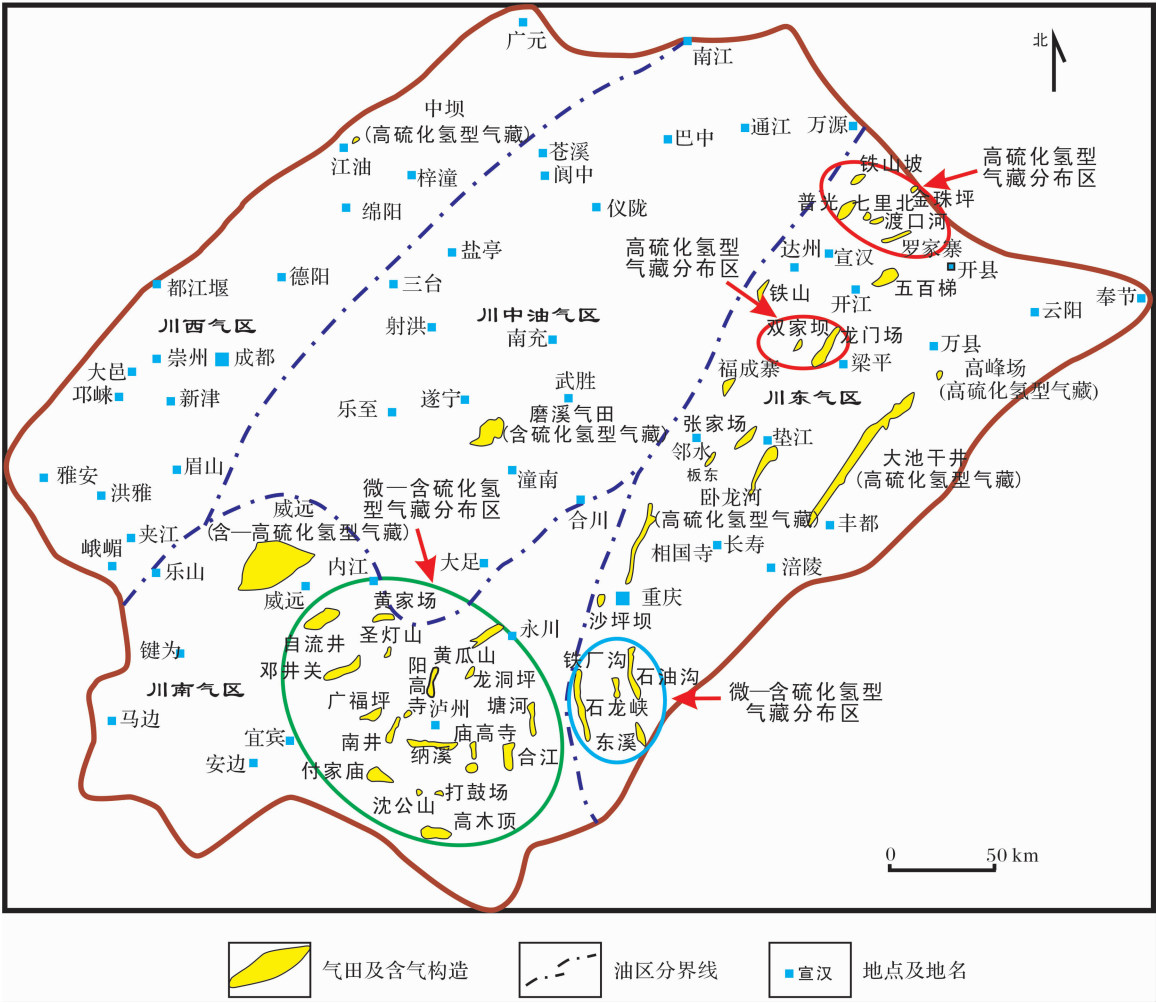 广元
南江
北
中坝
(高硫化氢型气藏)
江油
苍溪
阆中
梓潼
绵阳
仪陇
巴中
通江
万源
铁山坡
高硫化氢型
气藏分布区
普光
七里北
金珠坪
渡口河
罗家寨
高硫化氢型
气藏分布区
达州
宣汉
开县
盐亭
都江堰
德阳
三台
铁山
开江
五百梯
奉节
云阳
川西气区
射洪
川中油气区
南充
双家坝
龙门场
梁平
万县
崇州
成都
大邑
邛崃
新津
福成寨
高峰场
(高硫化氢型气藏)
川东气区
乐至
遂宁
武胜
磨溪气田
(含硫化氢型气藏)
张家场
邻水
板东
垫江
大池干井
(高硫化氢型气藏)
雅安
眉山
洪雅
潼南
微—含硫化氢
型气藏分布区
卧龙河
(高硫化氢型气藏)
丰都
合川
威远
(含—高硫化氢型气藏)
夹江
峨嵋
乐山
相国寺
长寿
涪陵
内江
大足
威远
黄家场
重庆
沙坪坝
自流井
圣灯山
永川
键为
邓井关
黄瓜山
阳高寺
龙洞坪
铁厂沟
石油沟
微—含硫化氢型
气藏分布区
川南气区
广福坪
泸州
塘河
石龙峡
马边
宜宾
南井
庙高寺
纳溪
合江
东溪
安边
付家庙
沈公山
打鼓场
高木顶
0
50 km
气田及含气构造
油区分界线
宣汉
地点及地名